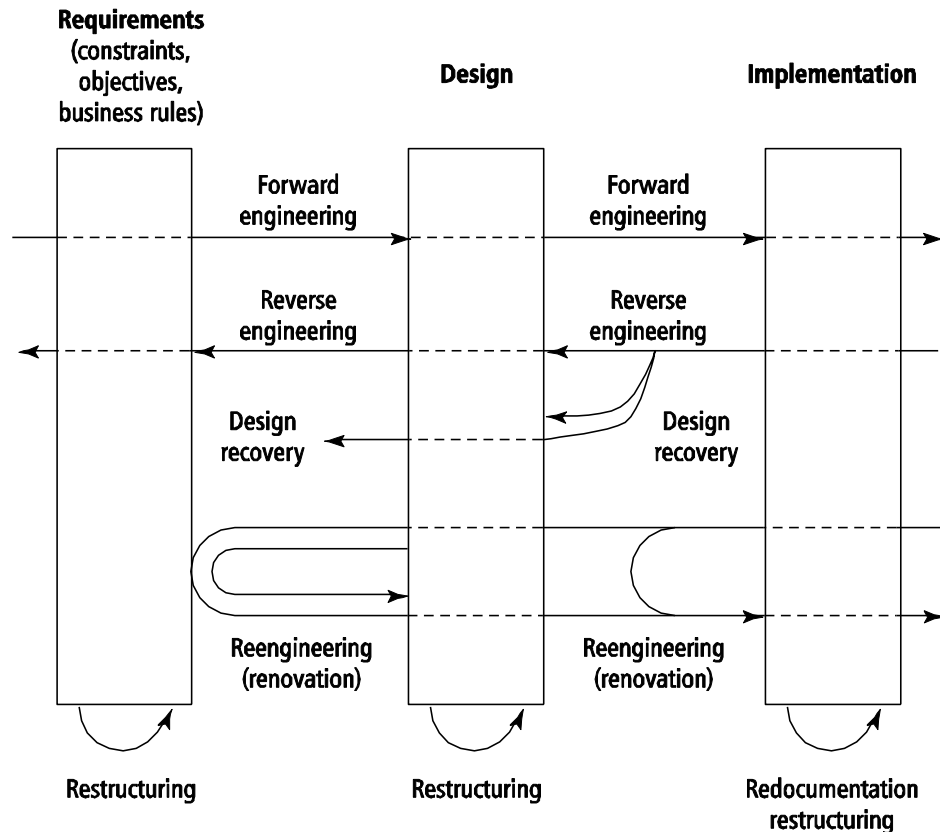 Requirements
(constraints,
objectives,
business rules)
Design
Implementation
Forward
engineering
Forward
engineering
Reverse
engineering
Reverse
engineering
Design
recovery
Design
recovery
Reengineering
(renovation)
Reengineering
(renovation)
Restructuring
Restructuring
Redocumentation
restructuring